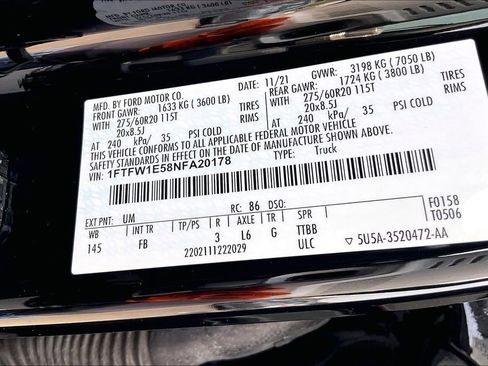 MFD. BY FORD MOTOR CO.
DATE: 11/21 GVWR: 3198 KG ( 7050 LB)
FRONT GAWR: 1633 KG ( 3600 LB) REAR GAWR: 1724 KG ( 3800 LB)
WITH 275/60R20 115T TIRES WITH 275/60R20 115T TIRES
20x8.5J RIMS 20x8.5J RIMS
AT 240 kPa/ 35 PSI COLD AT 240 kPa/ 35 PSI COLD
THIS VEHICLE CONFORMS TO ALL APPLICABLE FEDERAL MOTOR VEHICLE
SAFETY STANDARDS IN EFFECT ON THE DATE OF MANUFACTURE SHOWN ABOVE.
VIN: 1FTFW1E58NFA20178 TYPE: Truck
F0158
T0506
EXT PNT: UM RC: 86 DSO:
WB INT TR TP/PS R AXLE TR SPR
145 FB 3 L6 G TTBB
2202111222029 ULC
5U5A-3520472-AA